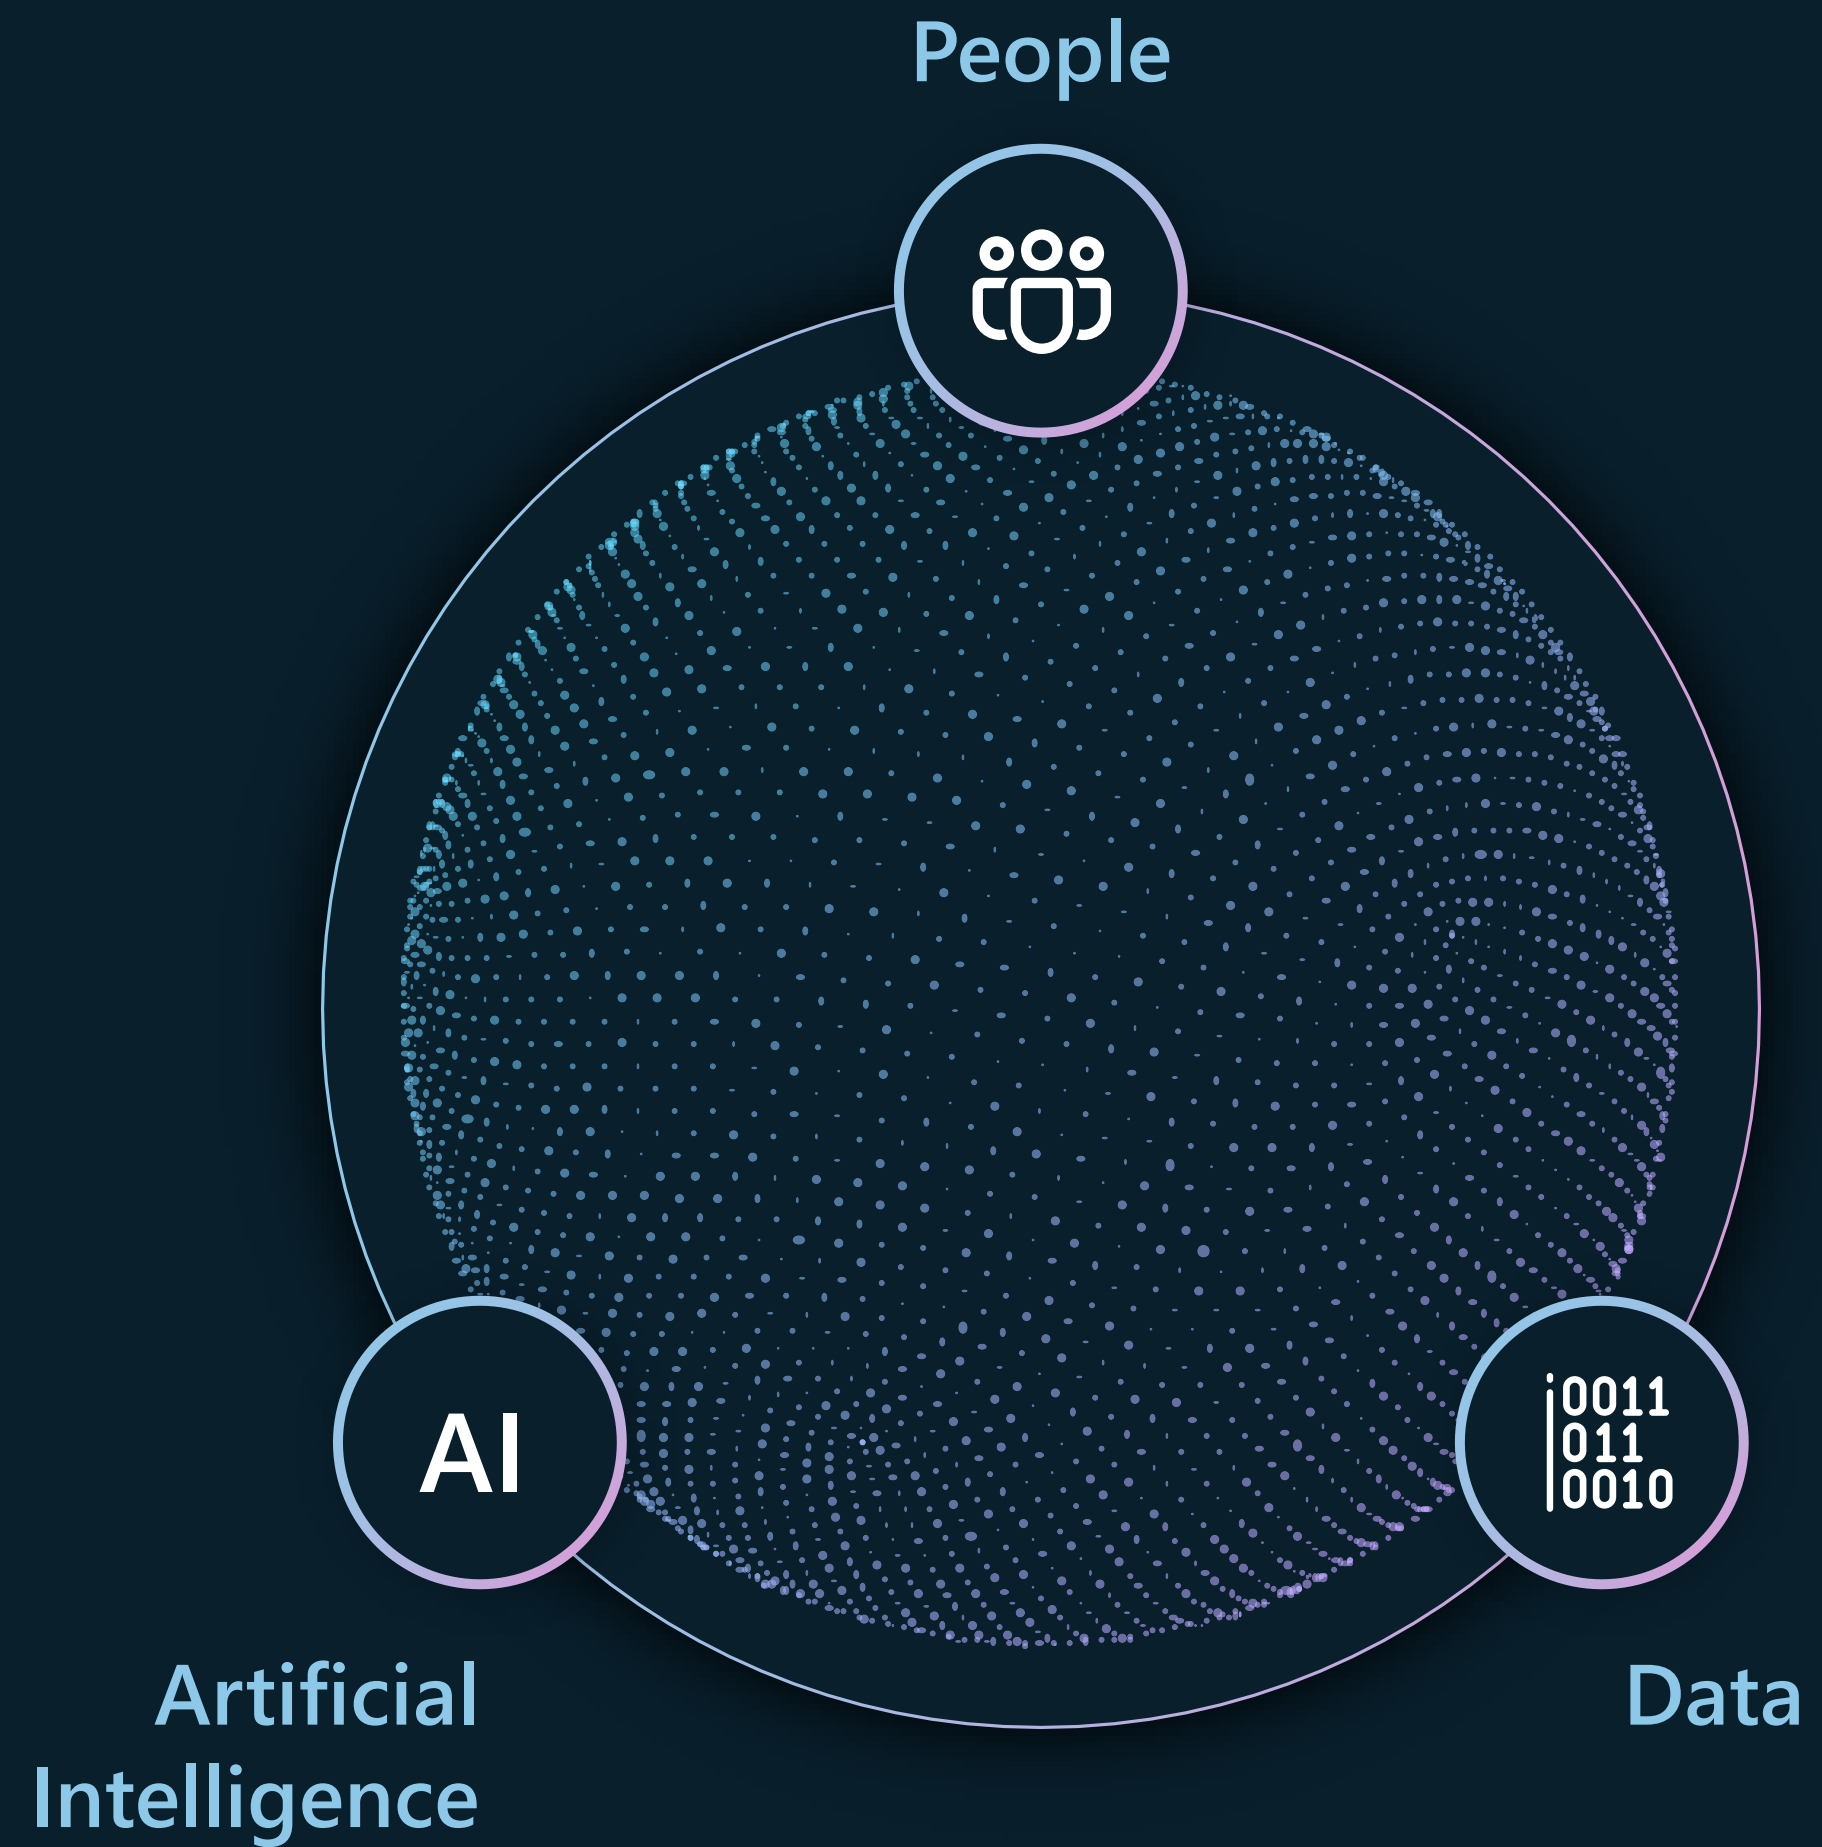 People
AI
0011
011
0010
Artificial
Intelligence
Data